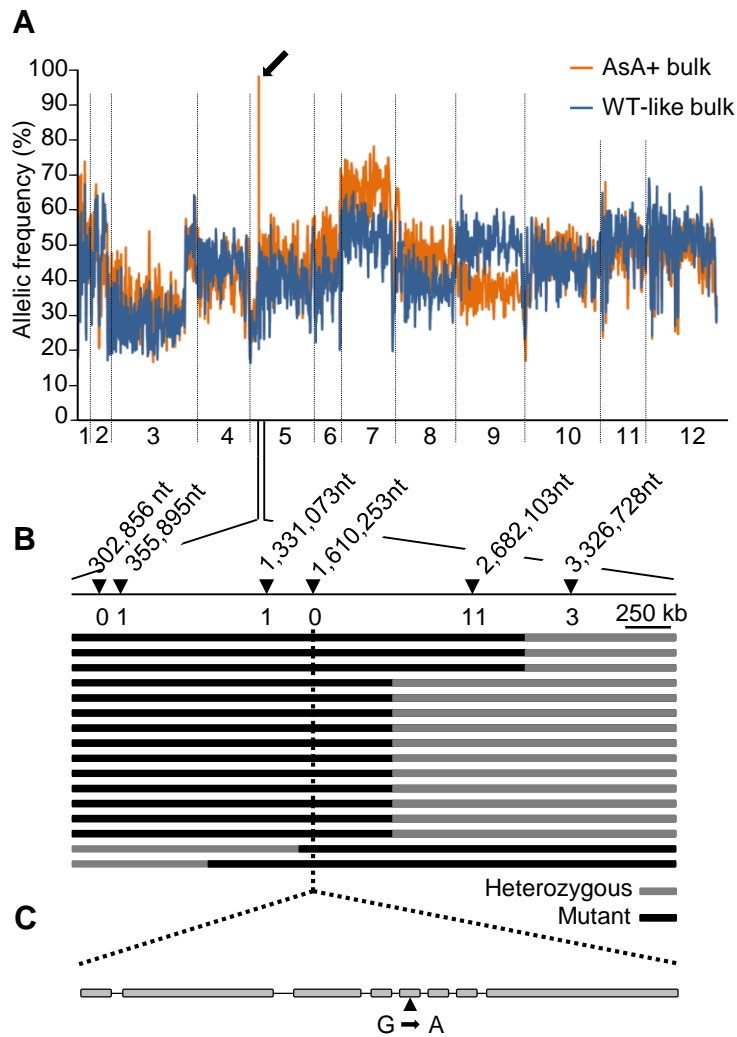 A
AsA+ bulk
WT-like bulk
Allelic frequency (%)
100
90
80
70
60
50
40
30
20
10
0
1 2 3 4 5 6 7 8 9 10 11 12
B
302,856 nt
355,895nt
1,331,073nt
1,610,253nt
2,682,103nt
3,326,728nt
0 1 1 0 11 3
250 kb
Heterozygous
Mutant
C
G A